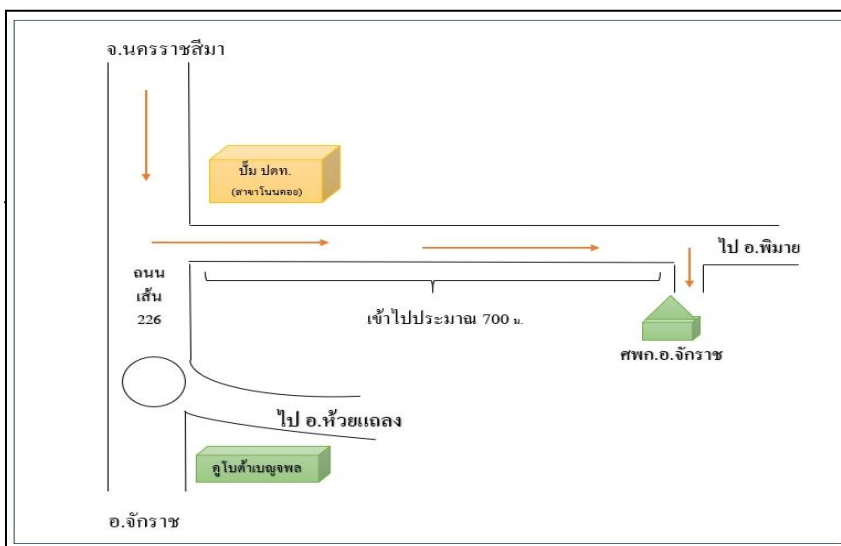 จ.นครราชสีมา
ปั๊ม ปตท.
(สาขาโนนคอย)
ไป อ.พิมาย
ถนน
เส้น
226
เข้าไปประมาณ 700 ม.
ศพก.อ.จักราช
ไป อ.ห้วยแถลง
คูโบต้าเบญจพล
อ.จักราช